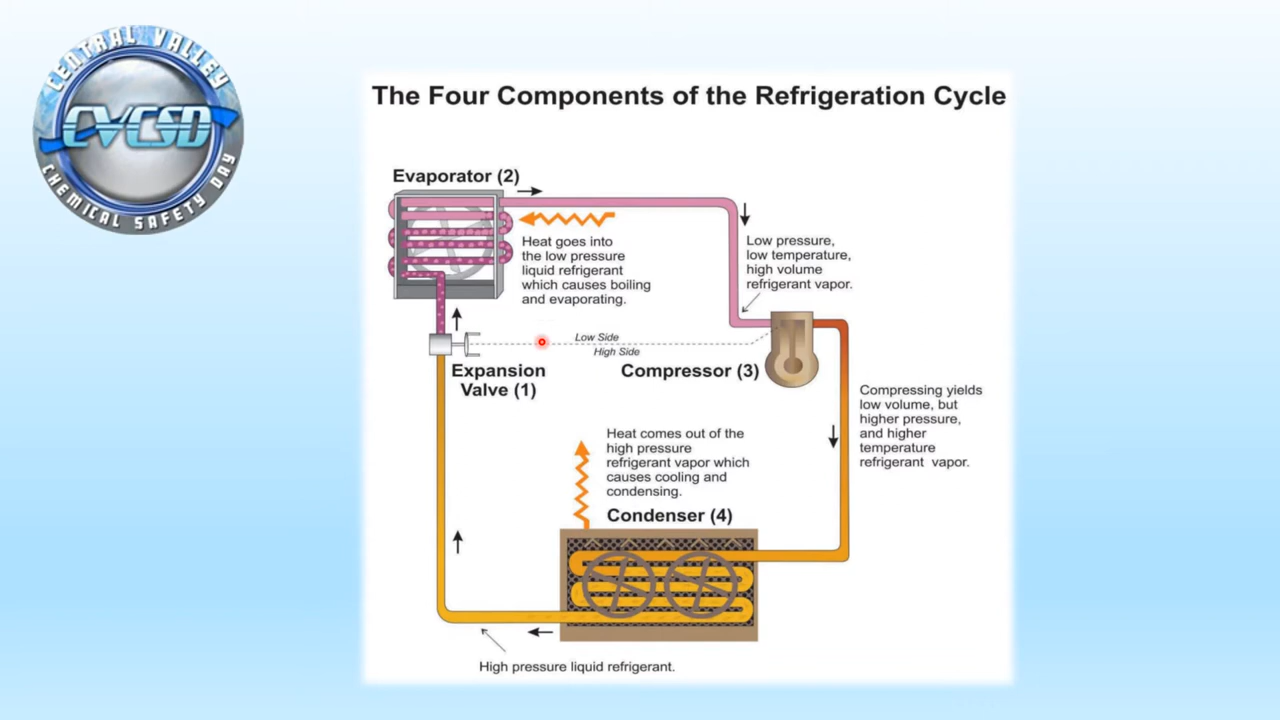 CENTRAL VALLEY
CVCSD
CHEMICAL SAFETY DAY
The Four Components of the Refrigeration Cycle
Evaporator (2)
Heat goes into
the low pressure
liquid refrigerant
which causes boiling
and evaporating.
Low pressure,
low temperature,
high volume
refrigerant vapor.
Low Side
High Side
Expansion
Valve (1)
Compressor (3)
Compressing yields
low volume, but
higher pressure,
and higher
temperature
refrigerant vapor.
Heat comes out of the
high pressure
refrigerant vapor which
causes cooling and
condensing.
Condenser (4)
High pressure liquid refrigerant.